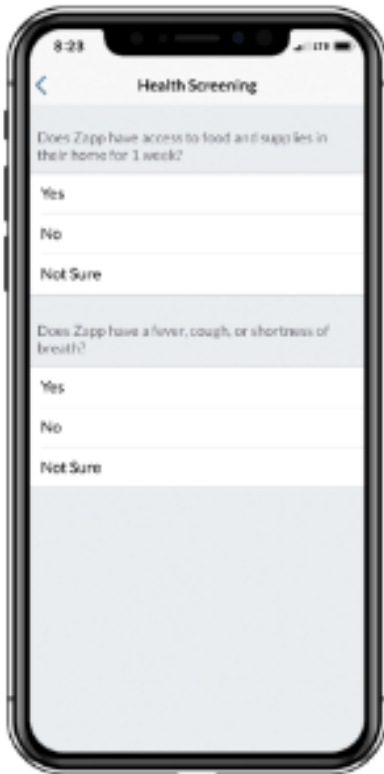 8:23
LTE
Health Screening
Does Zapp have access to food and supplies in
their home for 1 week?
Yes
No
Not Sure
Does Zapp have a fever, cough, or shortness of
breath?
Yes
No
Not Sure